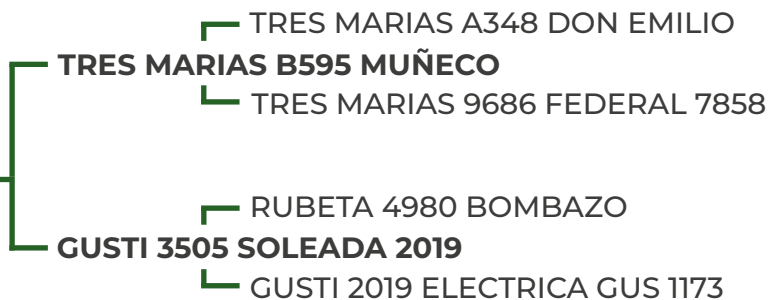 TRES MARIAS A348 DON EMILIO
TRES MARIAS B595 MUÑECO
TRES MARIAS 9686 FEDERAL 7858
RUBETA 4980 BOMBAZO
GUSTI 3505 SOLEADA 2019
GUSTI 2019 ELECTRICA GUS 1173